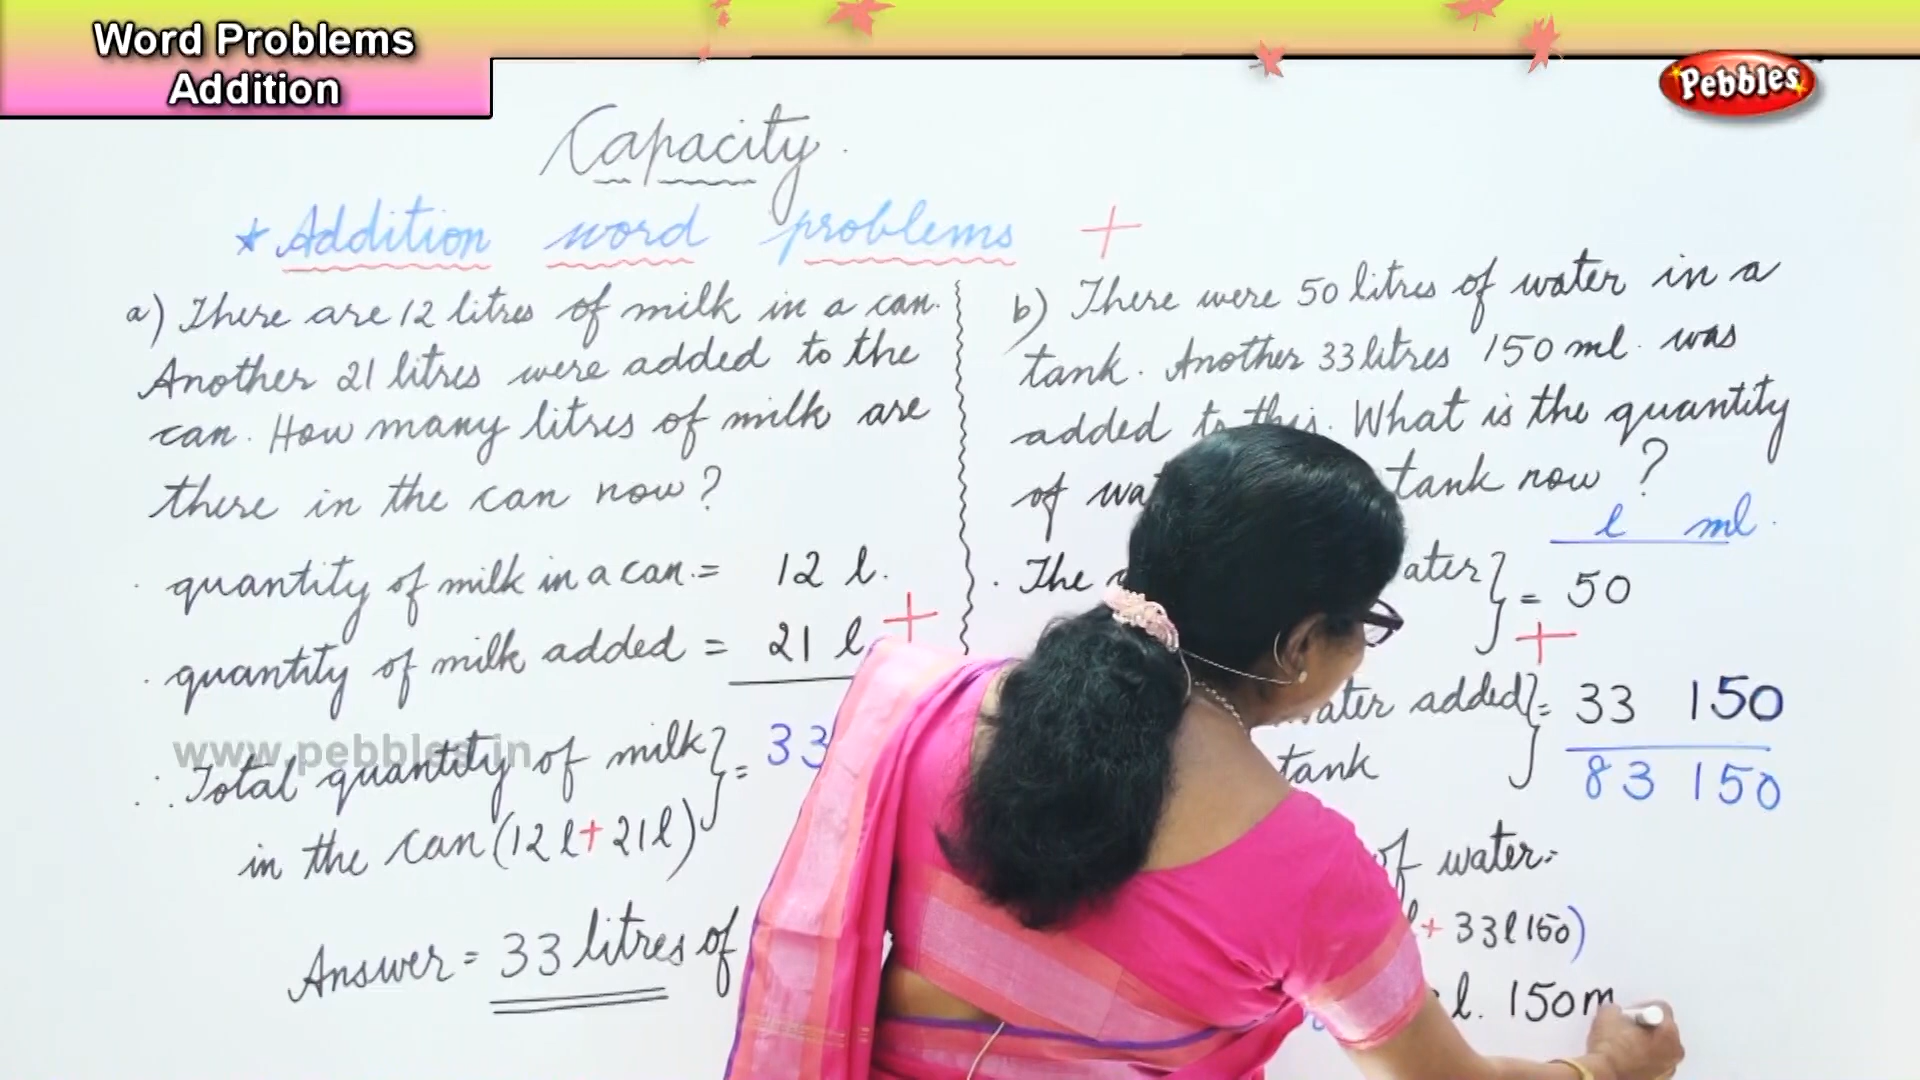 Word Problems
Addition
Pebbles
Capacity.
* Addition word problems +
a) There are 12 litres of milk in a can.
Another 21 litres were added to the
can. How many litres of milk are
there in the can now?
quantity of milk in a can = 12 l.
quantity of milk added = 21 l +
www.pebbles.in
∴ Total quantity of milk } = 33
in the can (12 l + 21 l)
Answer = 33 litres of
b) There were 50 litres of water in a
tank. Another 33 litres 150 ml. was
added to this. What is the quantity
of tank now ?
l ml.
The } = 50
+
water added } = 33 150
tank
83 150
of water =
+ 33 l 150)
l. 150 m